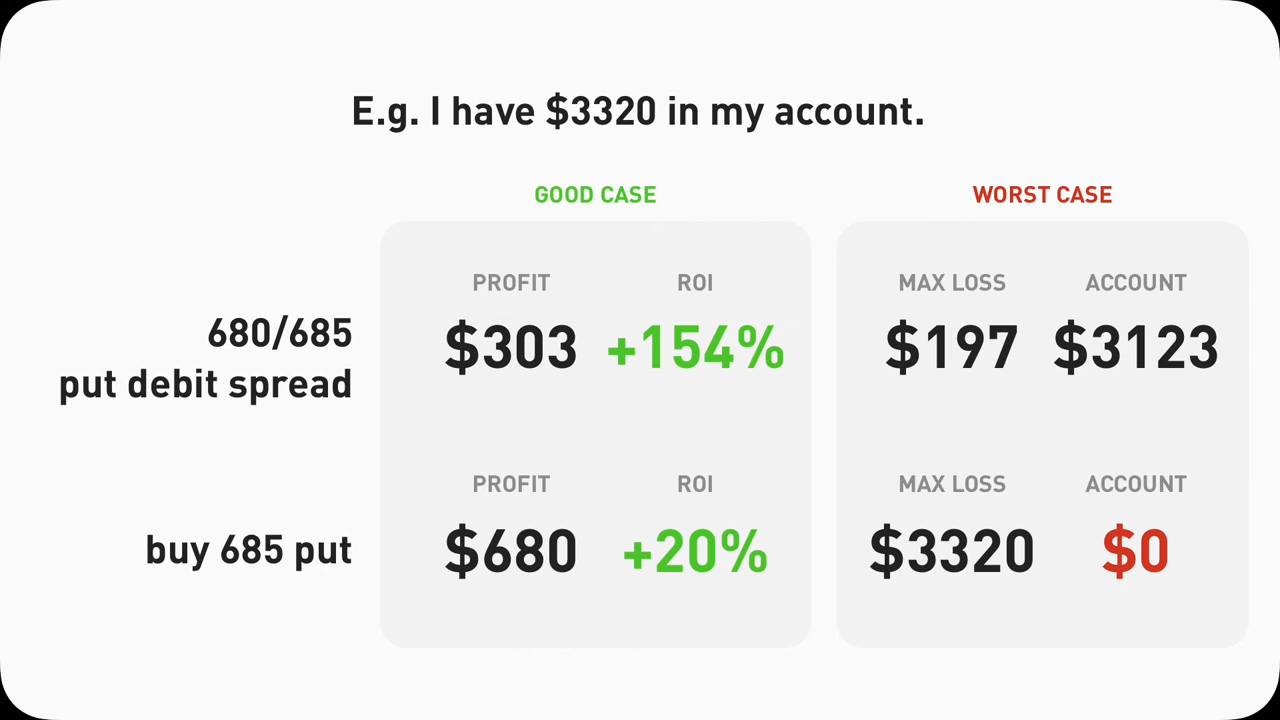 E.g. I have $3320 in my account.
GOOD CASE
WORST CASE
PROFIT
ROI
MAX LOSS
ACCOUNT
680/685
put debit spread
$303
+154%
$197
$3123
PROFIT
ROI
MAX LOSS
ACCOUNT
buy 685 put
$680
+20%
$3320
$0